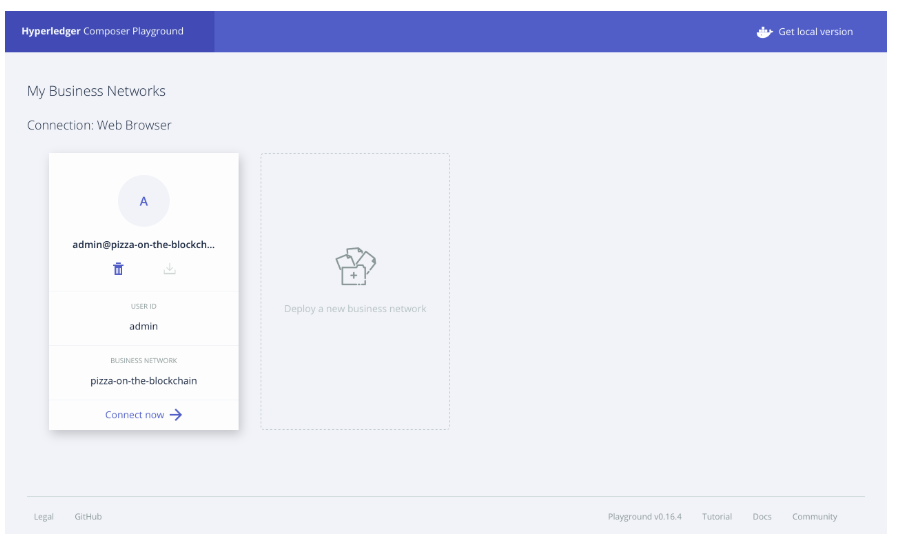 Hyperledger Composer Playground
Get local version
My Business Networks
Connection: Web Browser
A
admin@pizza-on-the-blockch...
USER ID
admin
BUSINESS NETWORK
pizza-on-the-blockchain
Connect now
Deploy a new business network
Legal GitHub Playground v0.16.4 Tutorial Docs Community